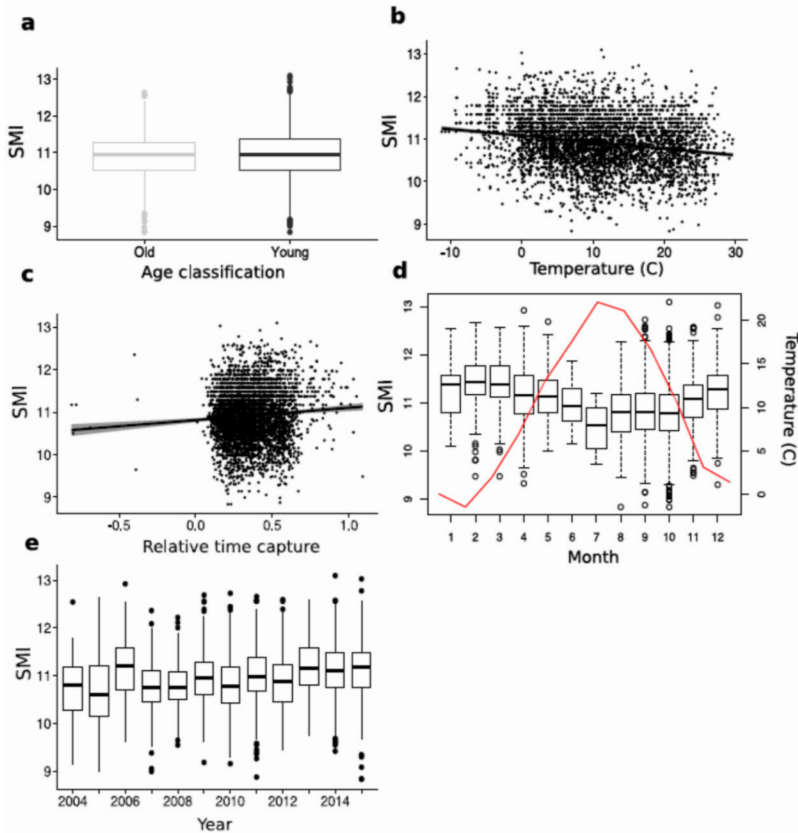 a
SMI
13
12
11
10
9
Old Young
Age classification
b
SMI
13
12
11
10
9
-10 0 10 20 30
Temperature (C)
c
SMI
13
12
11
10
9
-0.5 0.0 0.5 1.0
Relative time capture
d
SMI
13
12
11
10
9
20
15
10
5
0
Temperature (C)
1 2 3 4 5 6 7 8 9 10 11 12
Month
e
SMI
13
12
11
10
9
2004 2006 2008 2010 2012 2014
Year